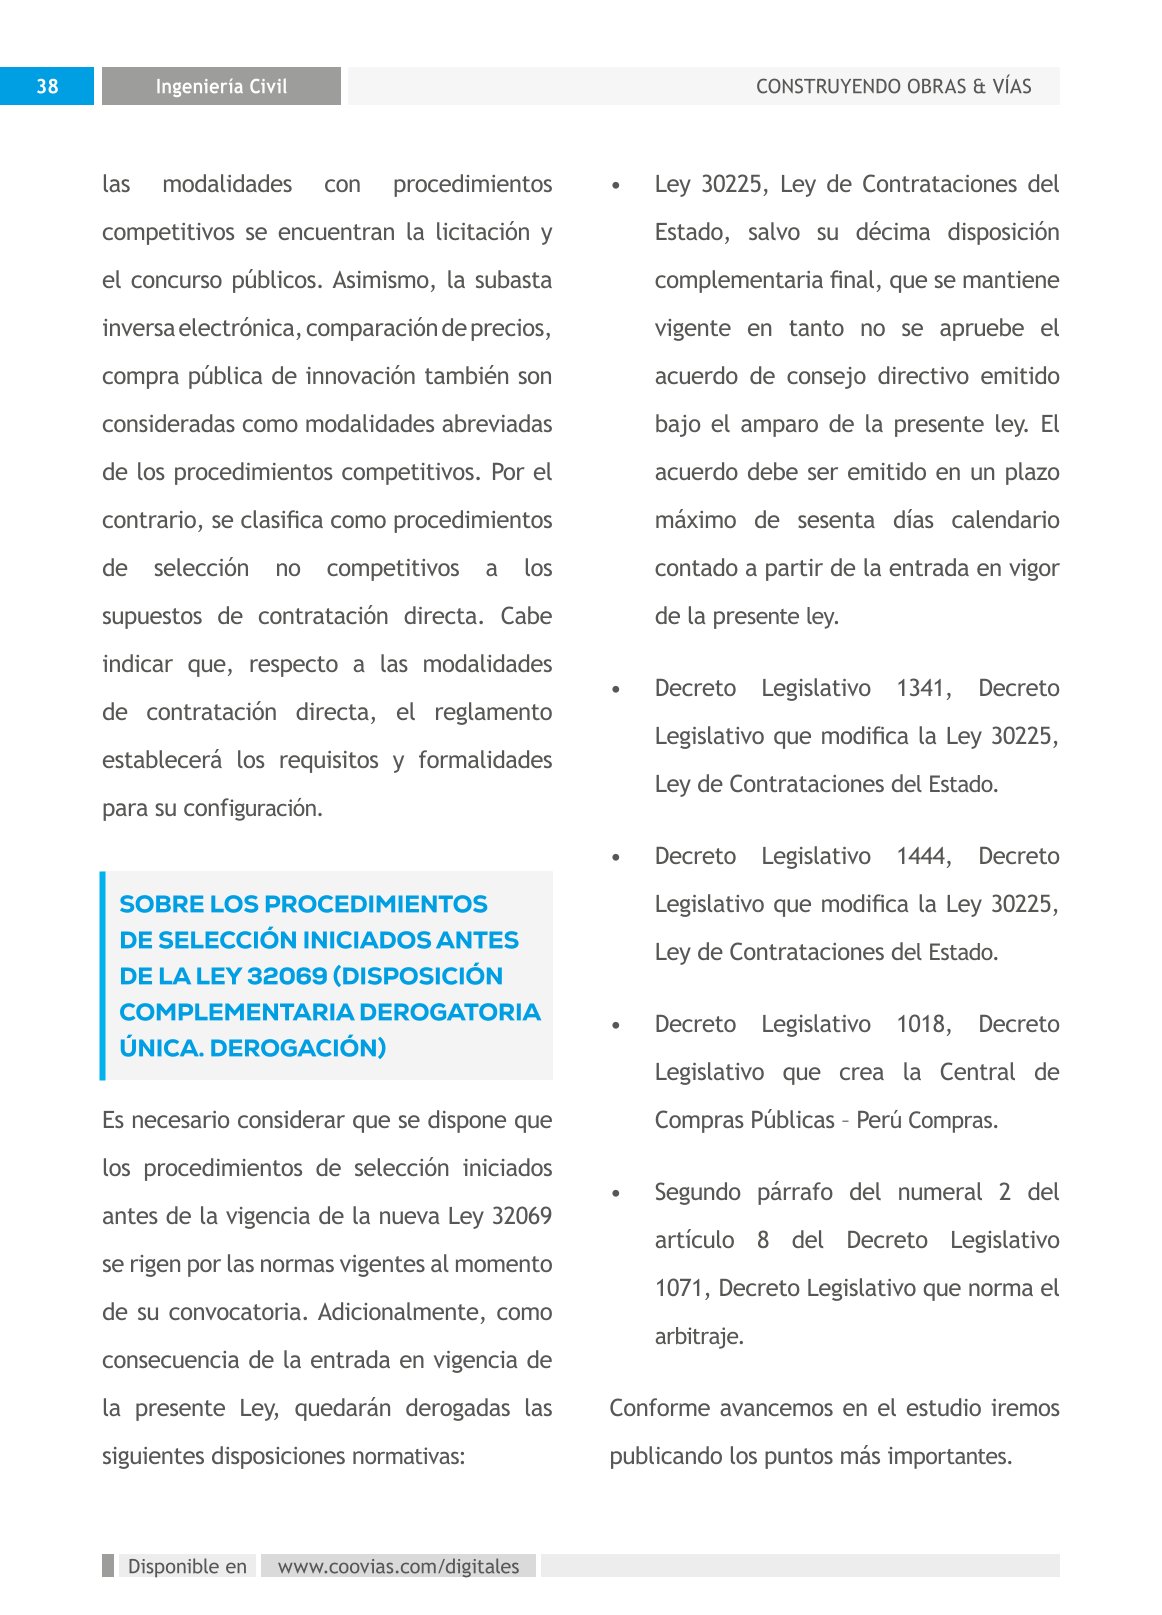 38
Ingeniería Civil
CONSTRUYENDO OBRAS & VÍAS
las modalidades con procedimientos
competitivos se encuentran la licitación y
el concurso públicos. Asimismo, la subasta
inversa electrónica, comparación de precios,
compra pública de innovación también son
consideradas como modalidades abreviadas
de los procedimientos competitivos. Por el
contrario, se clasifica como procedimientos
de selección no competitivos a los
supuestos de contratación directa. Cabe
indicar que, respecto a las modalidades
de contratación directa, el reglamento
establecerá los requisitos y formalidades
para su configuración.
SOBRE LOS PROCEDIMIENTOS
DE SELECCIÓN INICIADOS ANTES
DE LA LEY 32069 (DISPOSICIÓN
COMPLEMENTARIA DEROGATORIA
ÚNICA. DEROGACIÓN)
Es necesario considerar que se dispone que
los procedimientos de selección iniciados
antes de la vigencia de la nueva Ley 32069
se rigen por las normas vigentes al momento
de su convocatoria. Adicionalmente, como
consecuencia de la entrada en vigencia de
la presente Ley, quedarán derogadas las
siguientes disposiciones normativas:
• Ley 30225, Ley de Contrataciones del
Estado, salvo su décima disposición
complementaria final, que se mantiene
vigente en tanto no se apruebe el
acuerdo de consejo directivo emitido
bajo el amparo de la presente ley. El
acuerdo debe ser emitido en un plazo
máximo de sesenta días calendario
contado a partir de la entrada en vigor
de la presente ley.
• Decreto Legislativo 1341, Decreto
Legislativo que modifica la Ley 30225,
Ley de Contrataciones del Estado.
• Decreto Legislativo 1444, Decreto
Legislativo que modifica la Ley 30225,
Ley de Contrataciones del Estado.
• Decreto Legislativo 1018, Decreto
Legislativo que crea la Central de
Compras Públicas – Perú Compras.
• Segundo párrafo del numeral 2 del
artículo 8 del Decreto Legislativo
1071, Decreto Legislativo que norma el
arbitraje.
Conforme avancemos en el estudio iremos
publicando los puntos más importantes.
Disponible en www.coovias.com/digitales